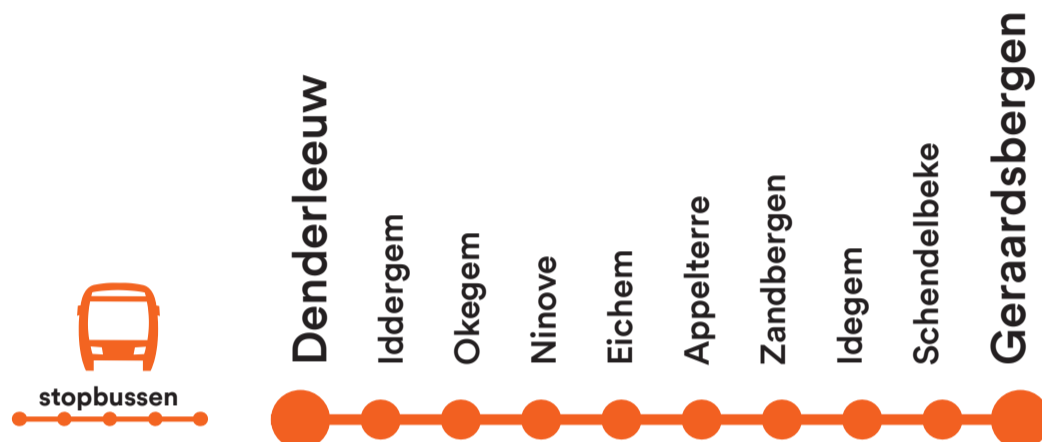 stopbussen
Denderleeuw
Iddergem
Okegem
Ninove
Eichem
Appelterre
Zandbergen
Idegem
Schendelbeke
Geraardsbergen